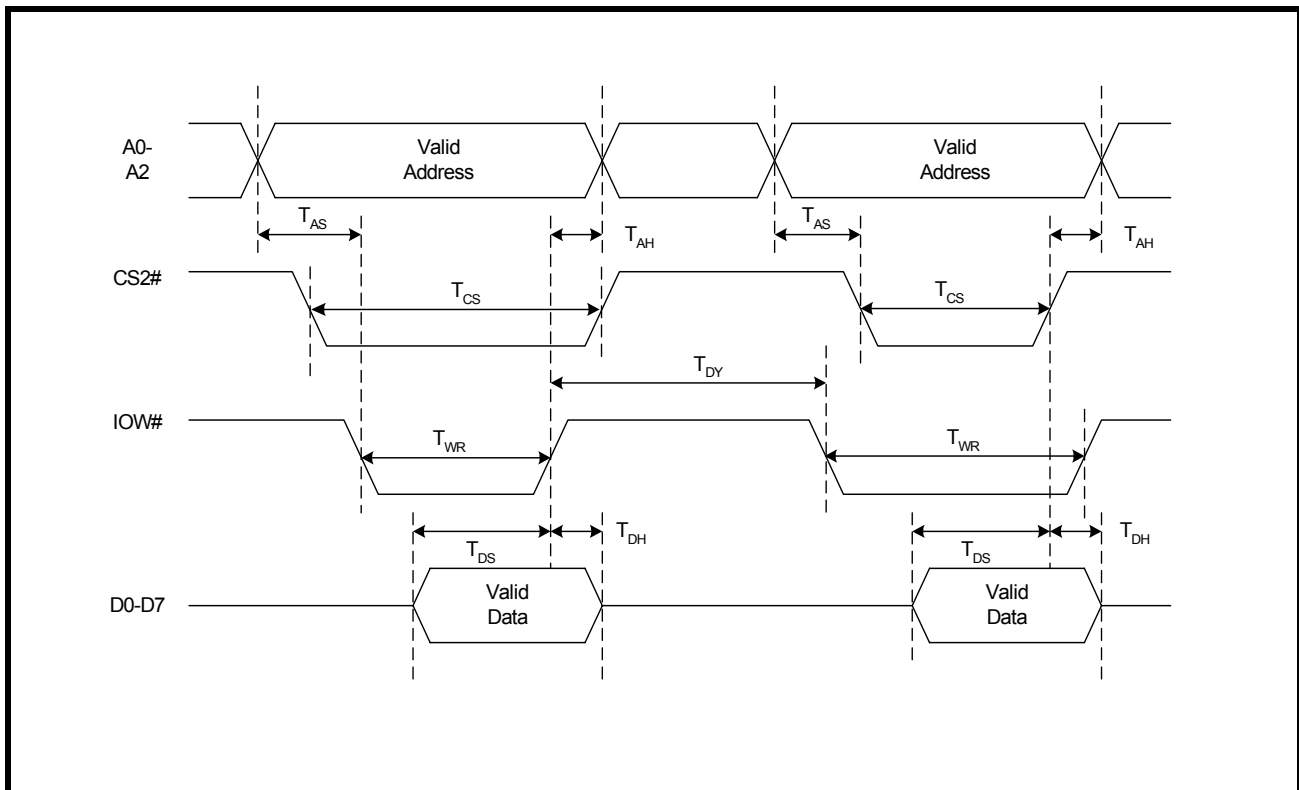 A0-
A2
Valid
Address
Valid
Address
TAS
TAH
TAS
TAH
CS2#
TCS
TCS
TDY
IOW#
TWR
TWR
TDS
TDH
TDS
TDH
D0-D7
Valid
Data
Valid
Data